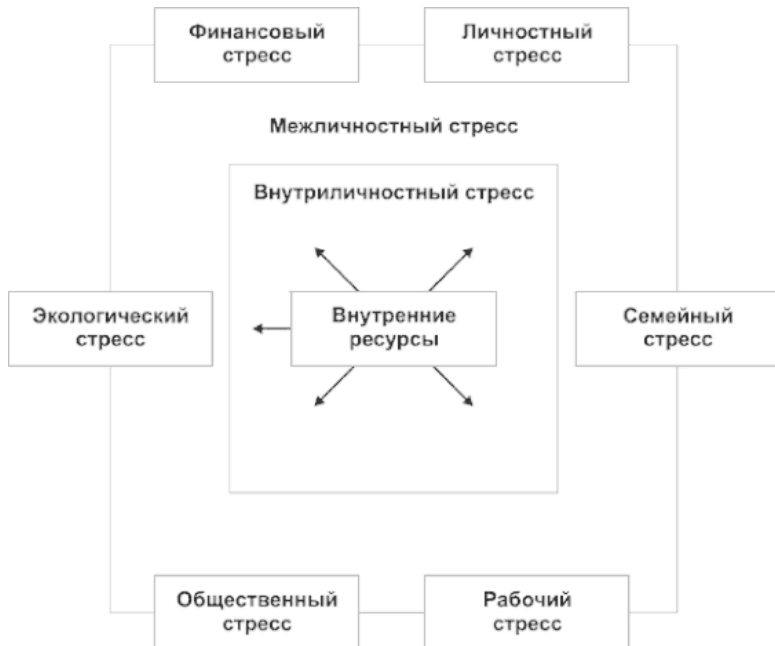 Финансовый
стресс
Личностный
стресс
Межличностный стресс
Внутриличностный стресс
Экологический
стресс
Внутренние
ресурсы
Семейный
стресс
Общественный
стресс
Рабочий
стресс